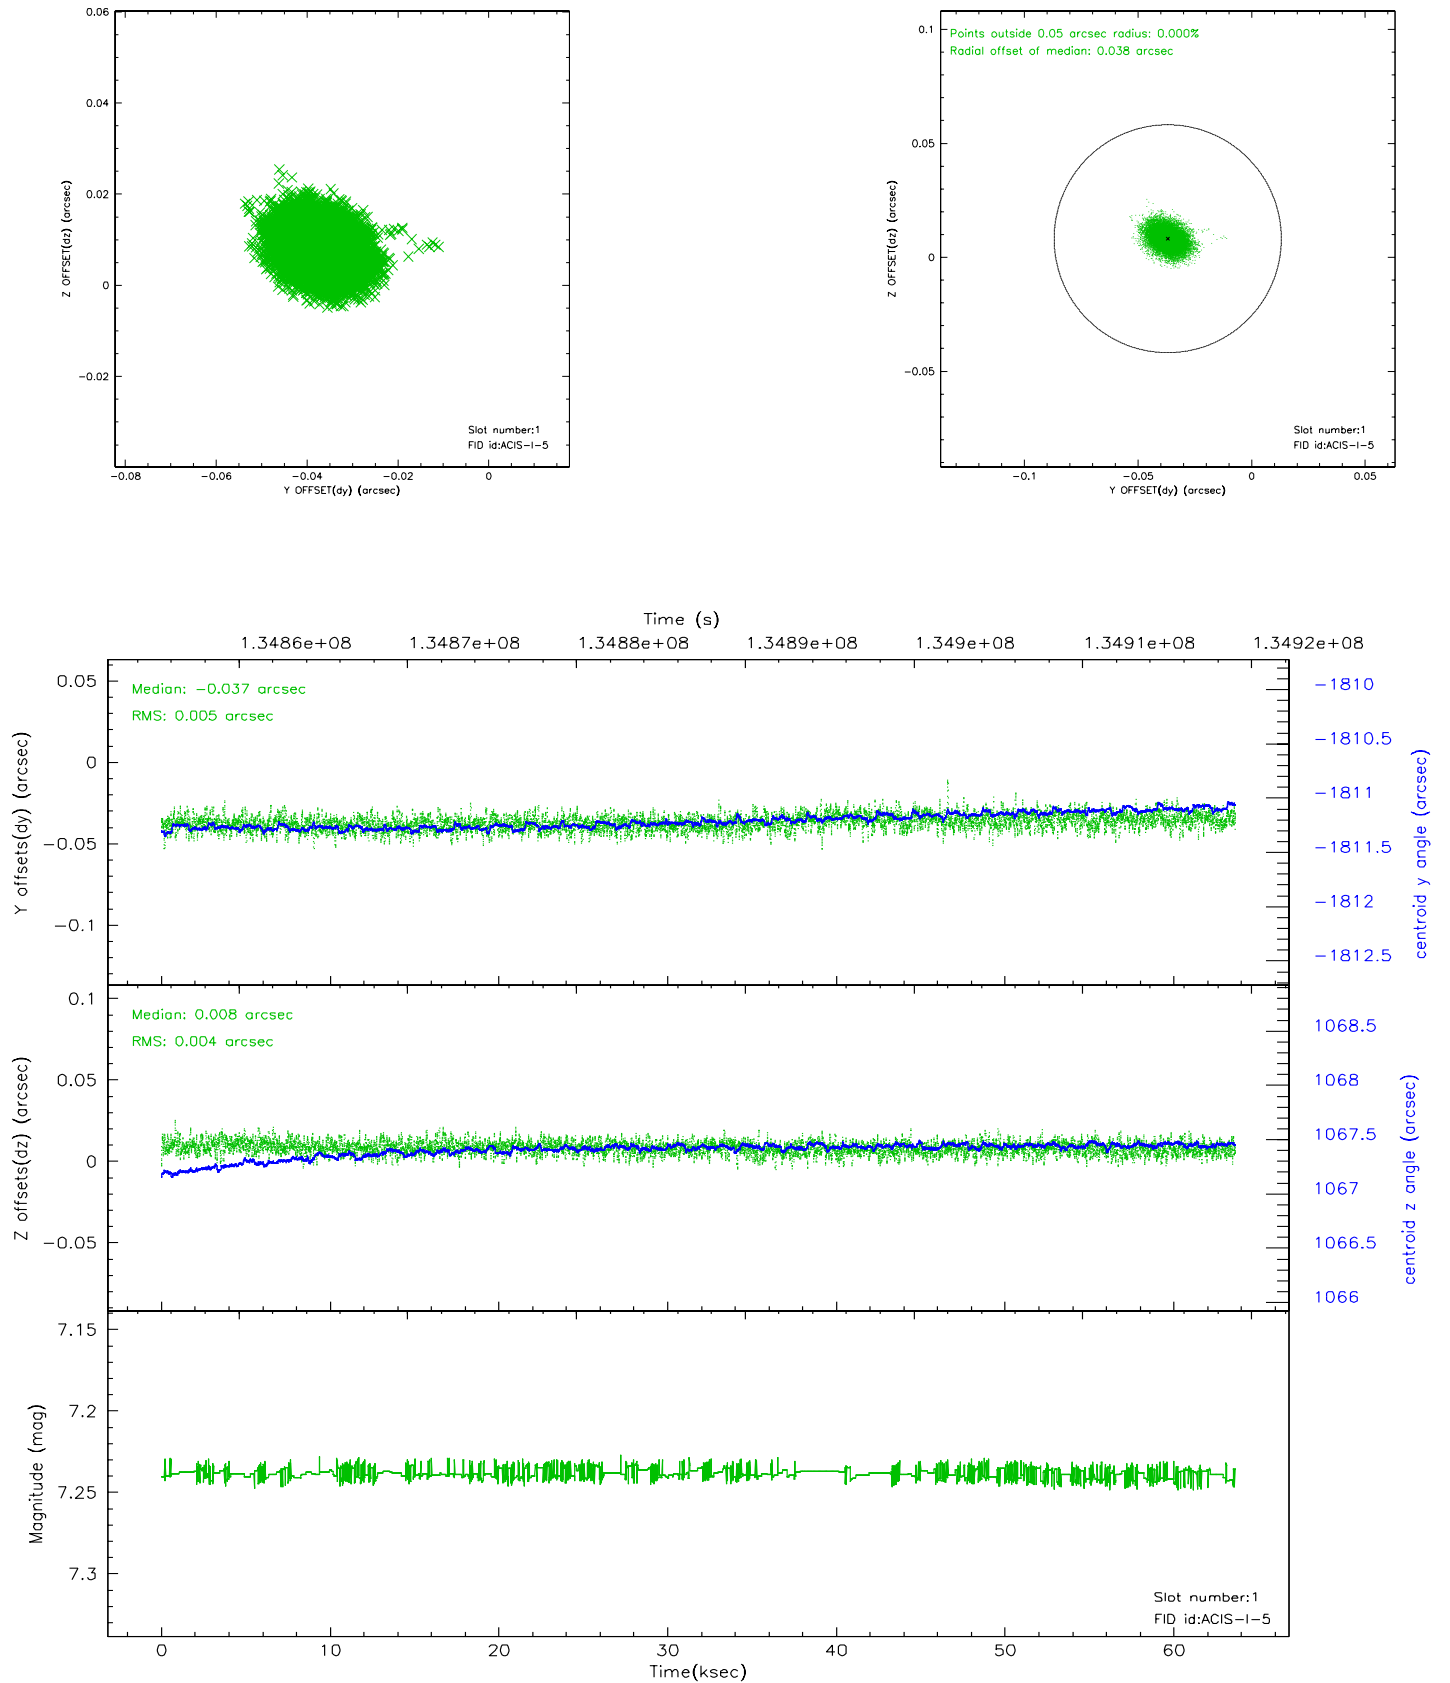 0.06
0.04
0.02
0
−0.02
Z OFFSET(dz) (arcsec)
Slot number:1
FID id:ACIS−I−5
−0.08 −0.06 −0.04 −0.02 0
Y OFFSET(dy) (arcsec)
Points outside 0.05 arcsec radius: 0.000%
Radial offset of median: 0.038 arcsec
0.1
0.05
0
−0.05
Z OFFSET(dz) (arcsec)
Slot number:1
FID id:ACIS−I−5
−0.1 −0.05 0 0.05
Y OFFSET(dy) (arcsec)
Time (s)
1.3486e+08 1.3487e+08 1.3488e+08 1.3489e+08 1.349e+08 1.3491e+08 1.3492e+08
Median: −0.037 arcsec
RMS: 0.005 arcsec
0.05
0
−0.05
−0.1
Y offsets(dy) (arcsec)
−1810
−1810.5
−1811
−1811.5
−1812
−1812.5
centroid y angle (arcsec)
Median: 0.008 arcsec
RMS: 0.004 arcsec
0.1
0.05
0
−0.05
Z offsets(dz) (arcsec)
1068.5
1068
1067.5
1067
1066.5
1066
centroid z angle (arcsec)
7.15
7.2
7.25
7.3
Magnitude (mag)
Slot number:1
FID id:ACIS−I−5
0 10 20 30 40 50 60
Time(ksec)